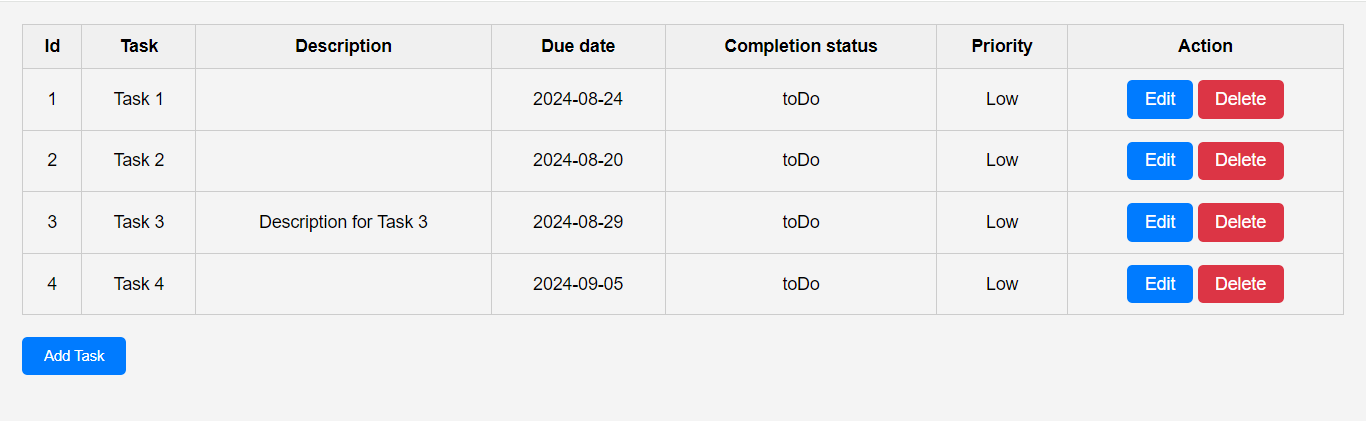 Id Task Description Due date Completion status Priority Action
1 Task 1 2024-08-24 toDo Low Edit Delete
2 Task 2 2024-08-20 toDo Low Edit Delete
3 Task 3 Description for Task 3 2024-08-29 toDo Low Edit Delete
4 Task 4 2024-09-05 toDo Low Edit Delete
Add Task